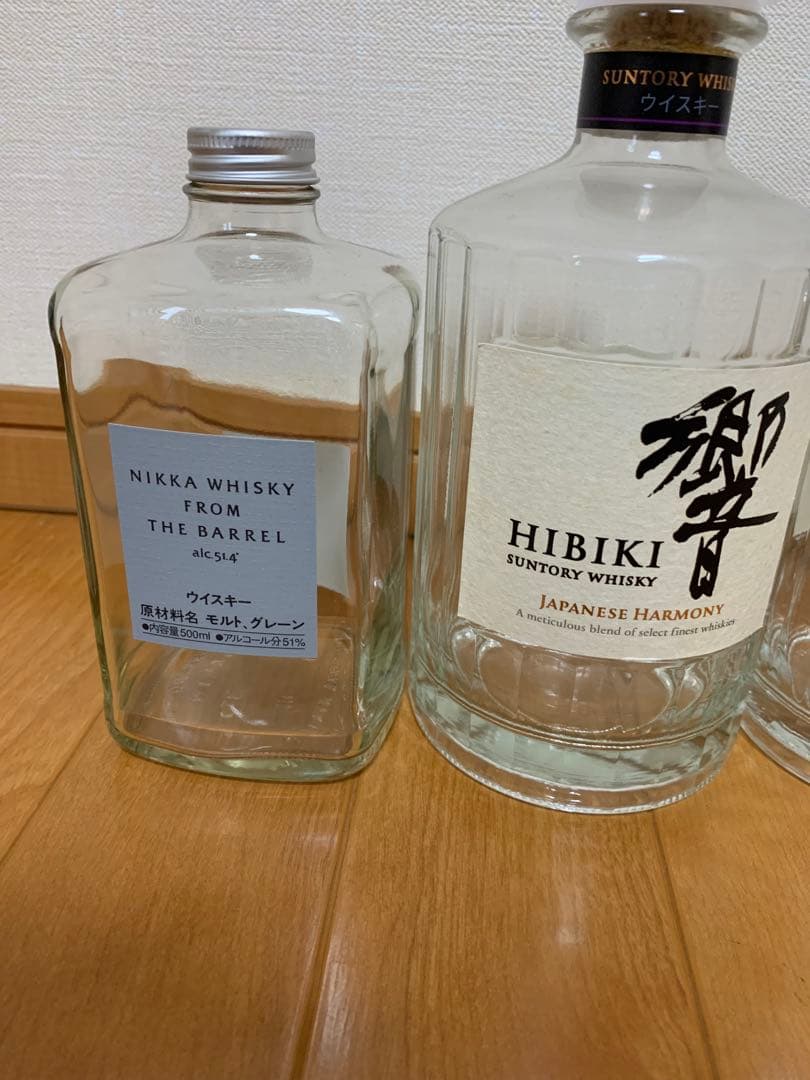 NIKKA WHISKY
FROM
THE BARREL
alc.51.4°
ウイスキー
原材料名 モルト、グレーン
●内容量500ml ●アルコール分51%
SUNTORY
ウイスキー
響
HIBIKI
SUNTORY WHISKY
JAPANESE HARMONY
A meticulous blend of select finest whiskies